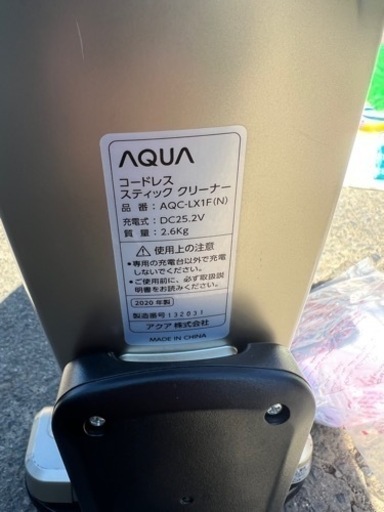 AQUA
コードレス
スティック クリーナー
品 番：AQC-LX1F(N)
充電式：DC25.2V
質 量：2.6Kg
⚠使用上の注意
●専用の充電台以外で充電
しないでください。
●ご使用前に、必ず取扱説
明書をお読みください。
2020 年製
製造番号 132831
アクア 株式会社
MADE IN CHINA